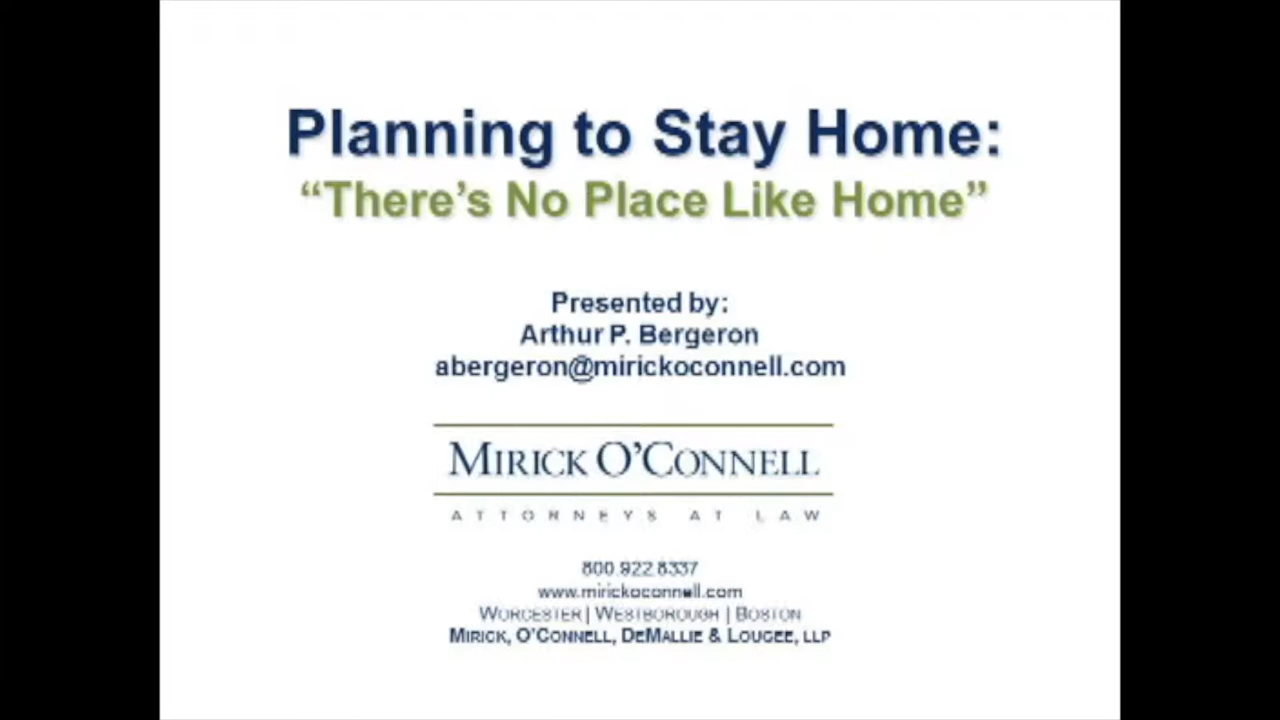 Planning to Stay Home:
“There’s No Place Like Home”
Presented by:
Arthur P. Bergeron
abergeron@mirickoconnell.com
MIRICK O’CONNELL
ATTORNEYS AT LAW
800.922.8337
www.mirickoconnell.com
WORCESTER | WESTBOROUGH | BOSTON
MIRICK, O’CONNELL, DEMALLIE & LOUGEE, LLP